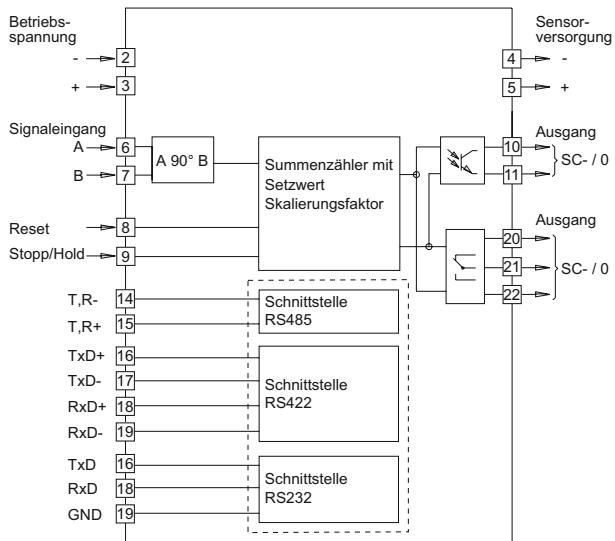 Betriebs-
spannung
- 2
+ 3
Sensor-
versorgung
4 -
5 +
Signaleingang
A 6
B 7
A 90° B
Summenzähler mit
Setzwert
Skalierungsfaktor
Reset 8
Stopp/Hold 9
Ausgang
10
11
SC- / 0
Ausgang
20
21
22
SC- / 0
T,R- 14
T,R+ 15
Schnittstelle
RS485
TxD+ 16
TxD- 17
RxD+ 18
RxD- 19
Schnittstelle
RS422
TxD 16
RxD 18
GND 19
Schnittstelle
RS232